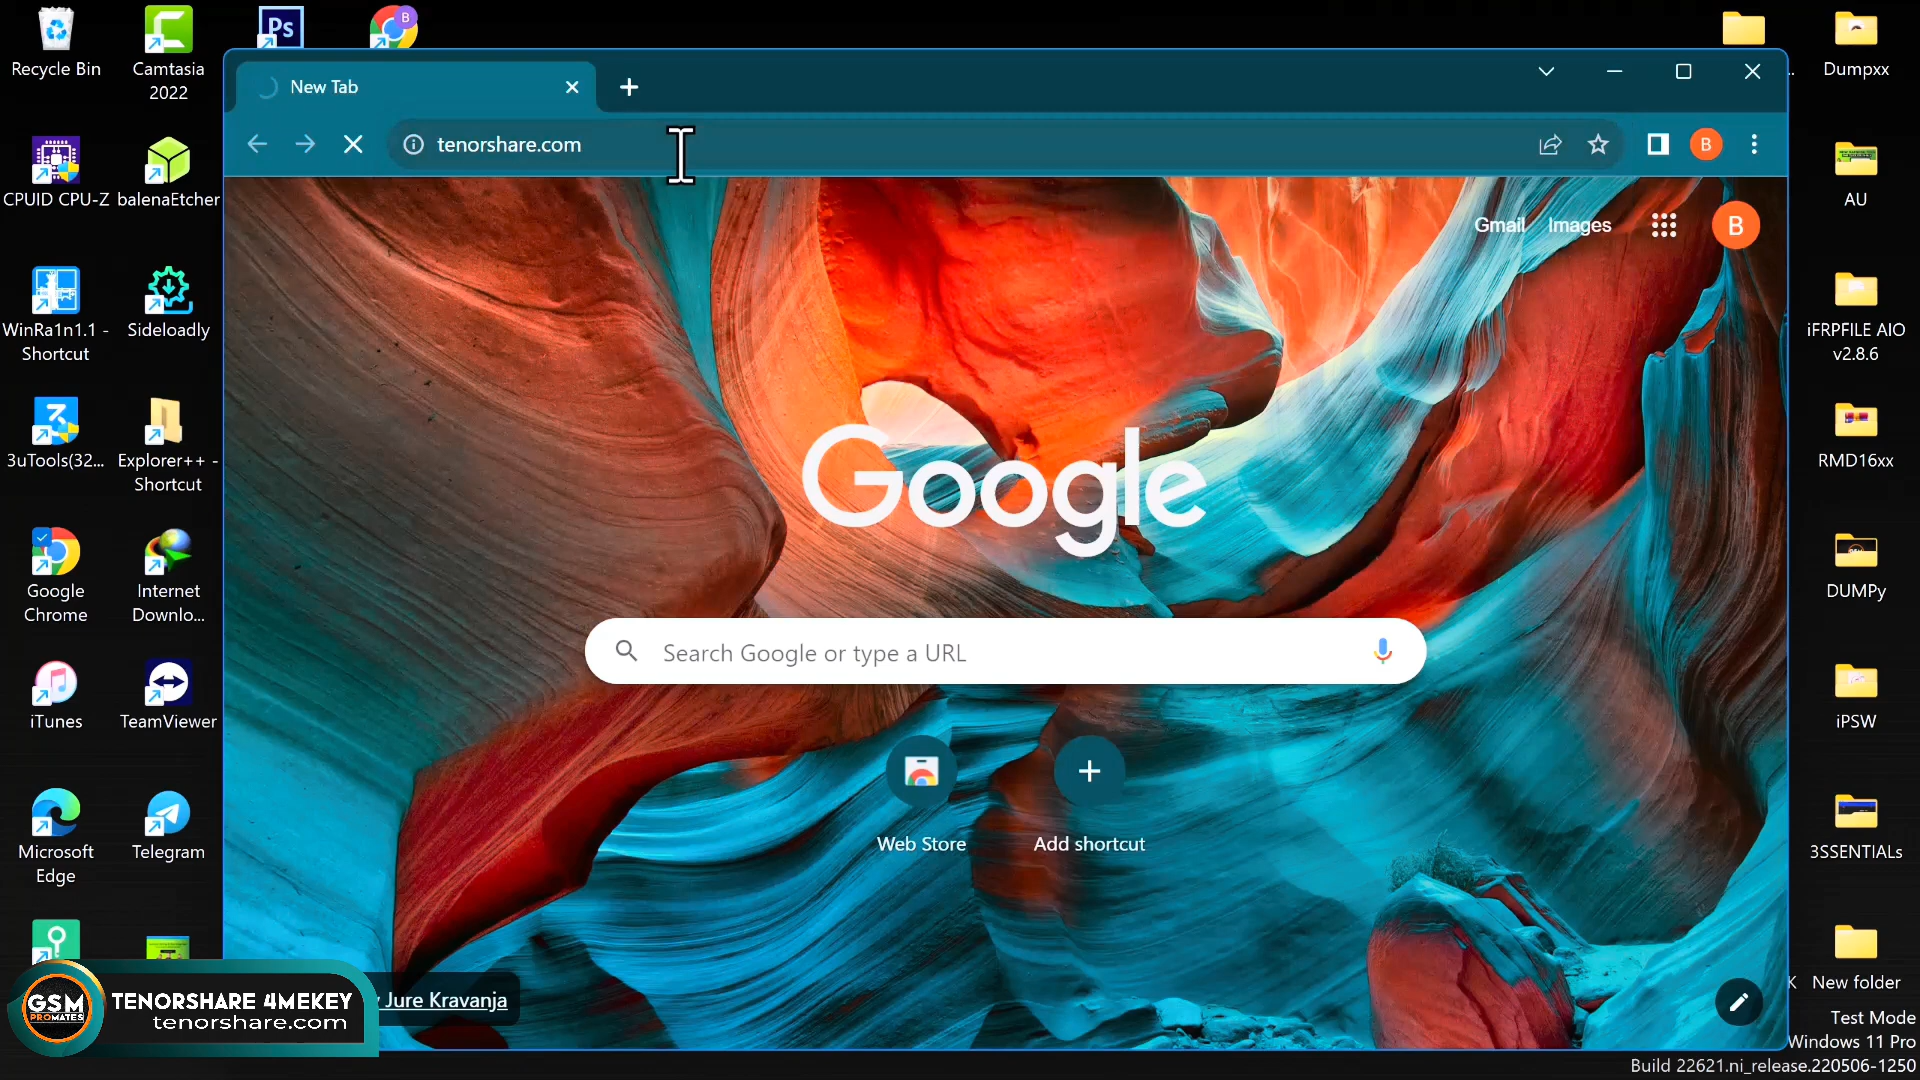 Recycle Bin
Camtasia
2022
Ps
B
Dumpxx
New Tab
tenorshare.com
B
CPUID CPU-Z
balenaEtcher
AU
Gmail
Images
B
WinRa1n1.1 -
Shortcut
Sideloadly
iFRPFILE AIO
v2.8.6
3uTools(32...
Explorer++ -
Shortcut
RMD16xx
Google
Google
Chrome
Internet
Downlo...
DUMPy
Search Google or type a URL
iTunes
TeamViewer
iPSW
Web Store
Add shortcut
Microsoft
Edge
Telegram
3SSENTIALs
GSM
PROMATES
TENORSHARE 4MEKEY
tenorshare.com
Jure Kravanja
K
New folder
Test Mode
Windows 11 Pro
Build 22621.ni_release.220506-1250